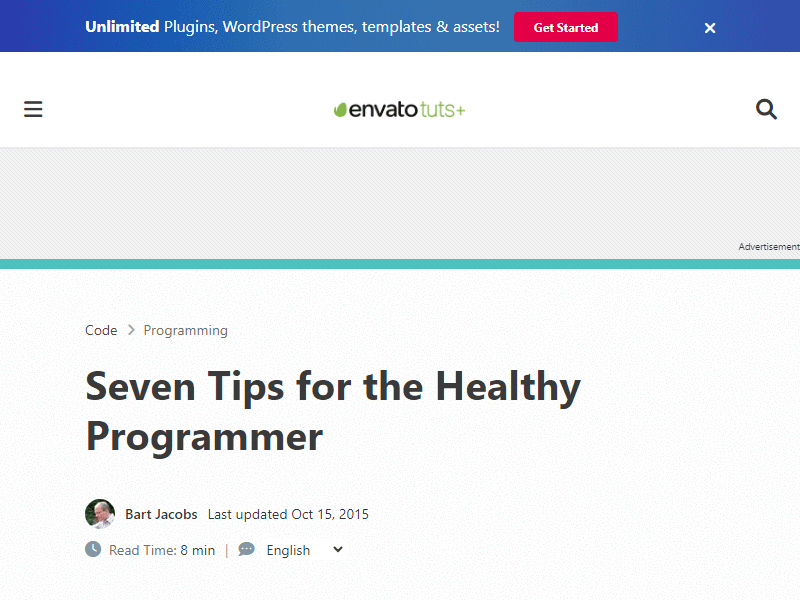 Unlimited Plugins, WordPress themes, templates & assets! Get Started ×
envato tuts+
Advertisement
Code > Programming
Seven Tips for the Healthy
Programmer
Bart Jacobs Last updated Oct 15, 2015
Read Time: 8 min | English